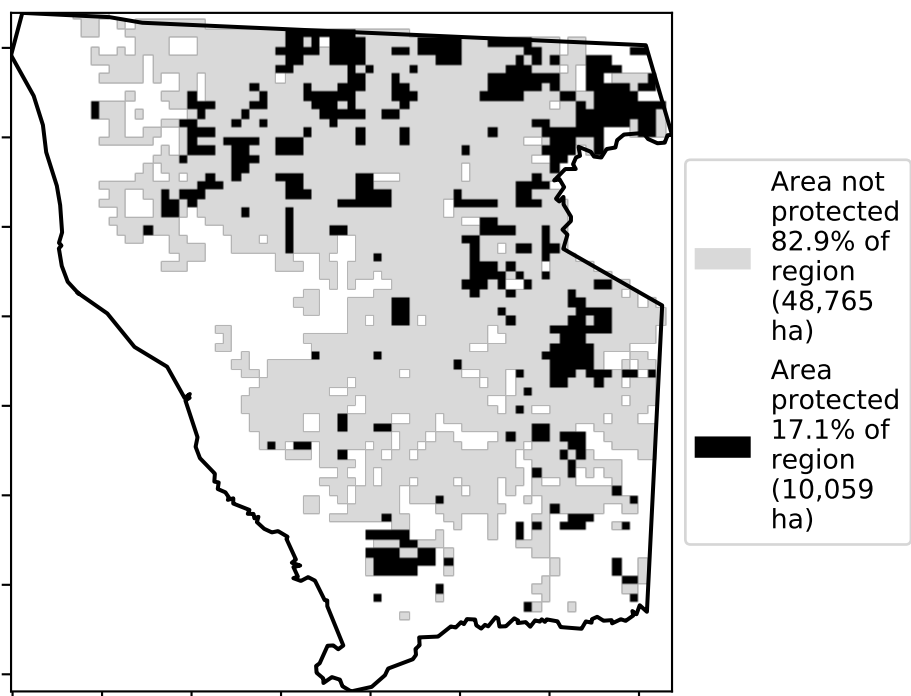 Area not
protected
82.9% of
region
(48,765
ha)
Area
protected
17.1% of
region
(10,059
ha)